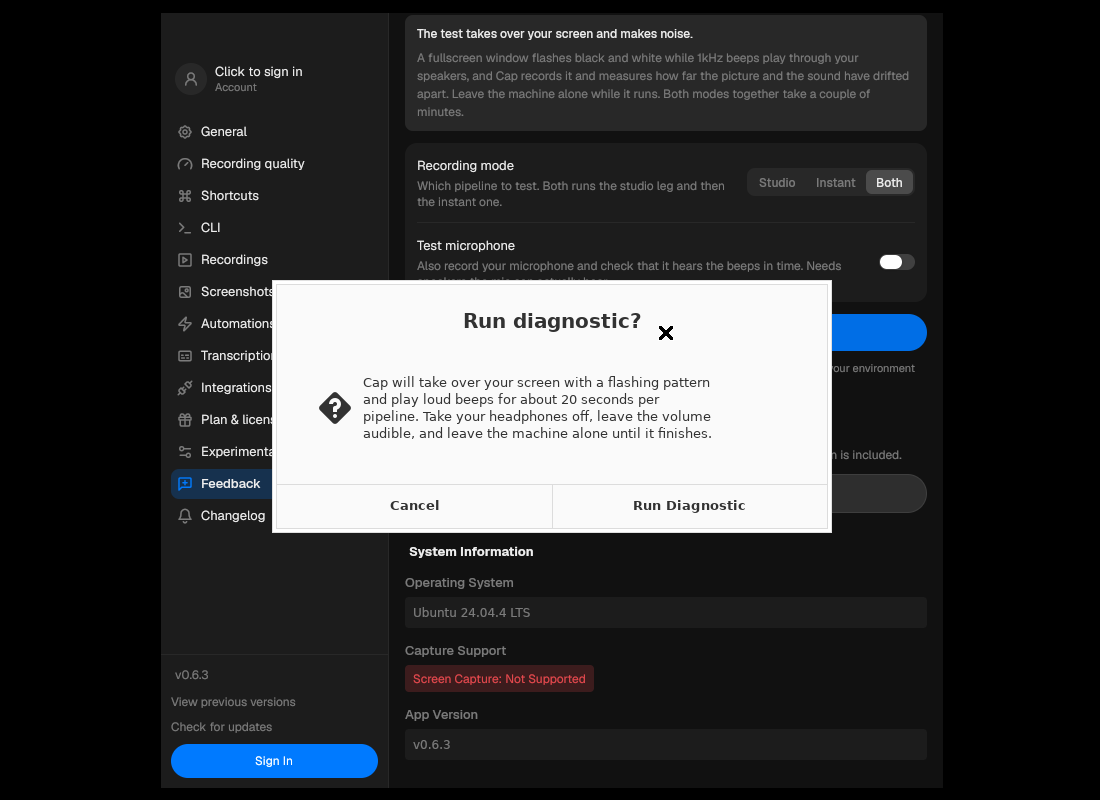 Click to sign in
Account
General
Recording quality
Shortcuts
CLI
Recordings
Screenshots
Automations
Transcription
Integrations
Plan & licens
Experimenta
Feedback
Changelog
v0.6.3
View previous versions
Check for updates
Sign In
The test takes over your screen and makes noise.
A fullscreen window flashes black and white while 1kHz beeps play through your
speakers, and Cap records it and measures how far the picture and the sound have drifted
apart. Leave the machine alone while it runs. Both modes together take a couple of
minutes.
Recording mode
Which pipeline to test. Both runs the studio leg and then
the instant one.
Studio
Instant
Both
Test microphone
Also record your microphone and check that it hears the beeps in time. Needs
Run diagnostic?
Cap will take over your screen with a flashing pattern
and play loud beeps for about 20 seconds per
pipeline. Take your headphones off, leave the volume
audible, and leave the machine alone until it finishes.
Cancel
Run Diagnostic
your environment
is included.
System Information
Operating System
Ubuntu 24.04.4 LTS
Capture Support
Screen Capture: Not Supported
App Version
v0.6.3